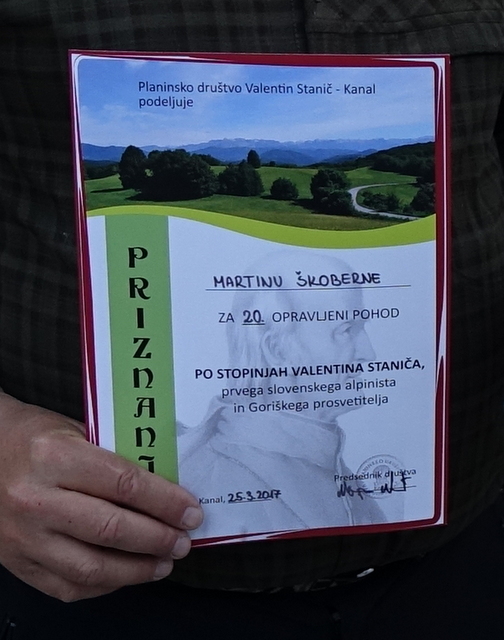 Planinsko društvo Valentin Stanič - Kanal
podeljuje
PRIZNANJ
MARTINU ŠKOBERNE
ZA 20. OPRAVLJENI POHOD
PO STOPINJAH VALENTINA STANIČA,
prvega slovenskega alpinista
in Goriškega prosvetitelja
Predsednik društva
Kanal, 25.3.2017